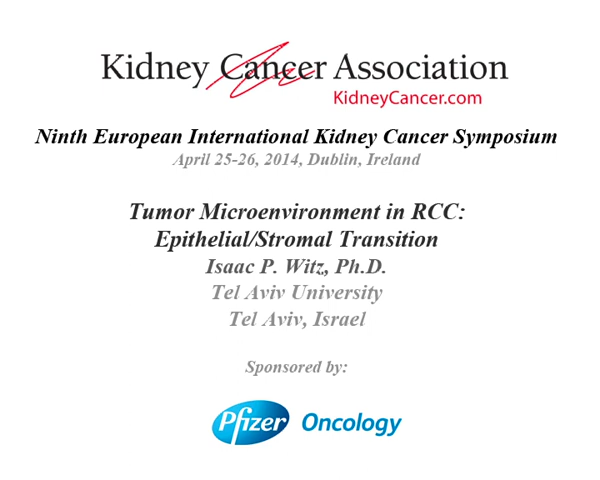 Kidney Cancer Association
KidneyCancer.com
Ninth European International Kidney Cancer Symposium
April 25-26, 2014, Dublin, Ireland
Tumor Microenvironment in RCC:
Epithelial/Stromal Transition
Isaac P. Witz, Ph.D.
Tel Aviv University
Tel Aviv, Israel
Sponsored by:
Pfizer Oncology